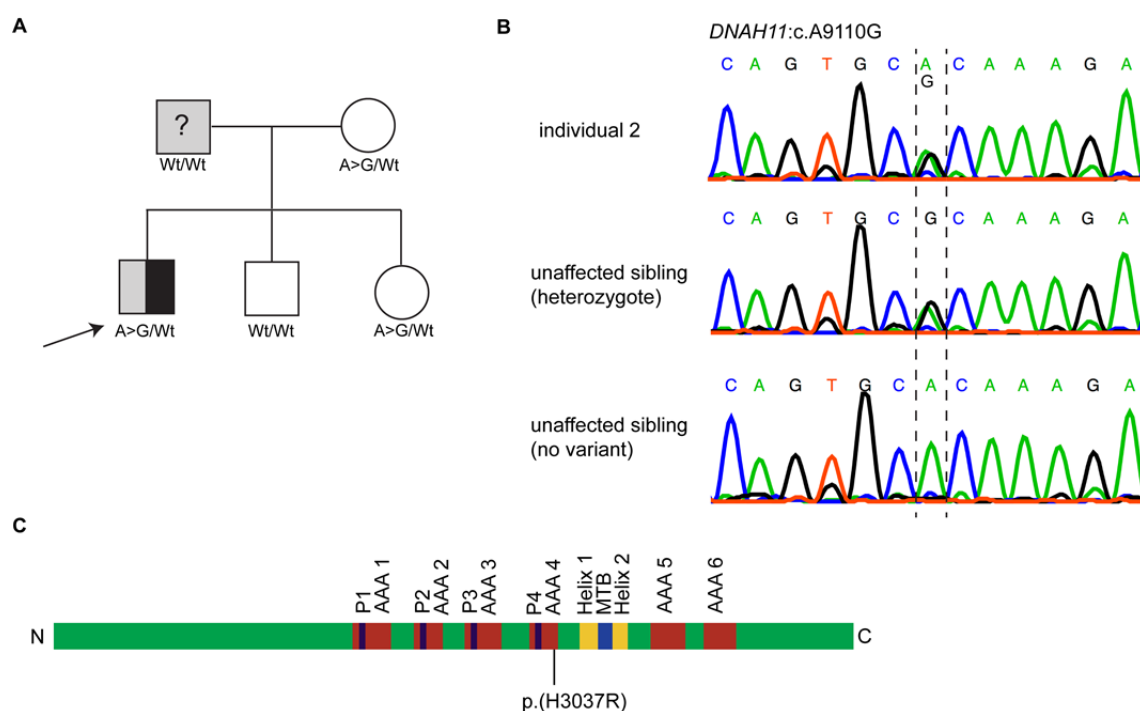 A
?
Wt/Wt
A>G/Wt
A>G/Wt
Wt/Wt
A>G/Wt
B
DNAH11:c.A9110G
C A G T G C A C A A A G A
G
individual 2
C A G T G C G C A A A G A
unaffected sibling
(heterozygote)
C A G T G C A C A A A G A
unaffected sibling
(no variant)
C
P1
AAA 1
P2
AAA 2
P3
AAA 3
P4
AAA 4
Helix 1
MTB
Helix 2
AAA 5
AAA 6
N
C
p.(H3037R)